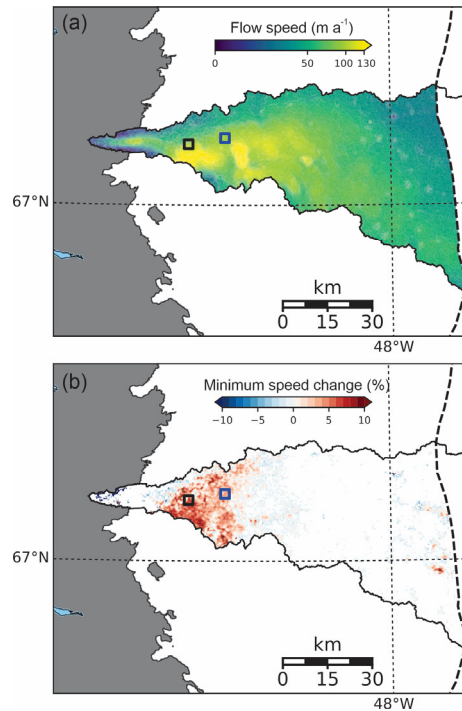 (a)
Flow speed (m a⁻¹)
0 50 100 130
67°N
km
0 15 30
48°W
(b)
Minimum speed change (%)
−10 −5 0 5 10
67°N
km
0 15 30
48°W